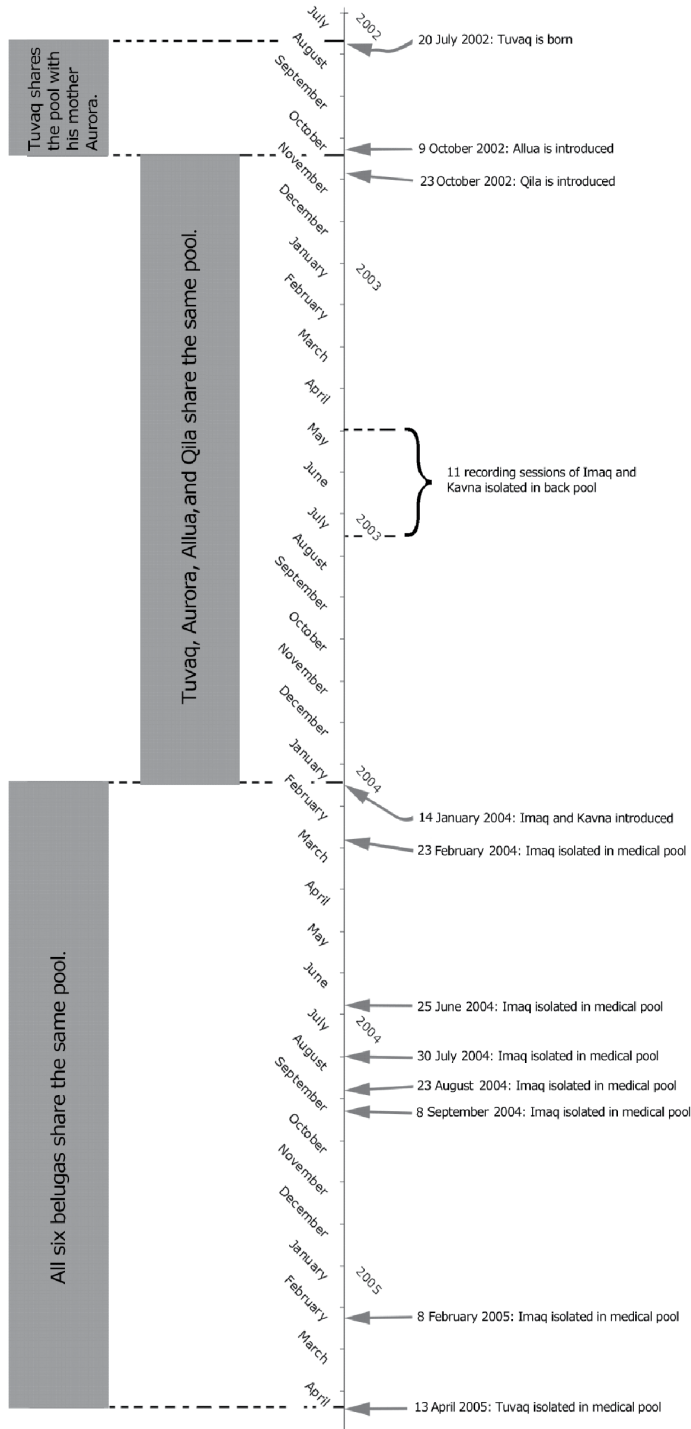 Tuvaq shares
the pool with
his mother
Aurora.
Tuvaq, Aurora, Allua, and Qila share the same pool.
All six belugas share the same pool.
July
August
September
October
November
December
January
February
March
April
May
June
July
August
September
October
November
December
January
February
March
April
May
June
July
August
September
October
November
December
January
February
March
April
2002
2003
2003
2004
2004
2005
20 July 2002: Tuvaq is born
9 October 2002: Allua is introduced
23 October 2002: Qila is introduced
11 recording sessions of Imaq and
Kavna isolated in back pool
14 January 2004: Imaq and Kavna introduced
23 February 2004: Imaq isolated in medical pool
25 June 2004: Imaq isolated in medical pool
30 July 2004: Imaq isolated in medical pool
23 August 2004: Imaq isolated in medical pool
8 September 2004: Imaq isolated in medical pool
8 February 2005: Imaq isolated in medical pool
13 April 2005: Tuvaq isolated in medical pool